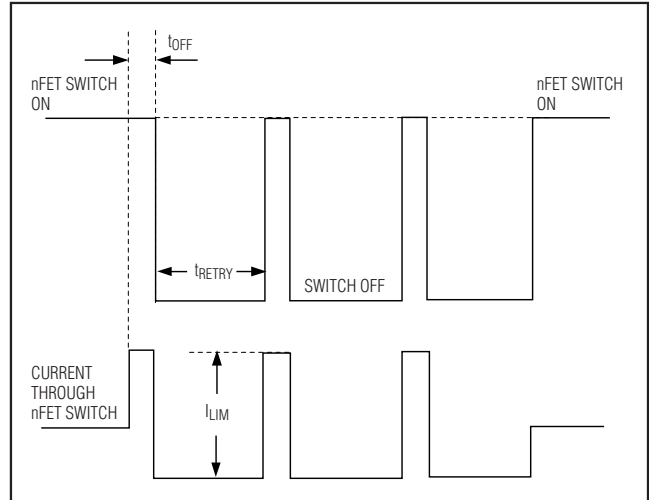 tOFF
nFET SWITCH
ON
nFET SWITCH
ON
tRETRY
SWITCH OFF
CURRENT
THROUGH
nFET SWITCH
ILIM